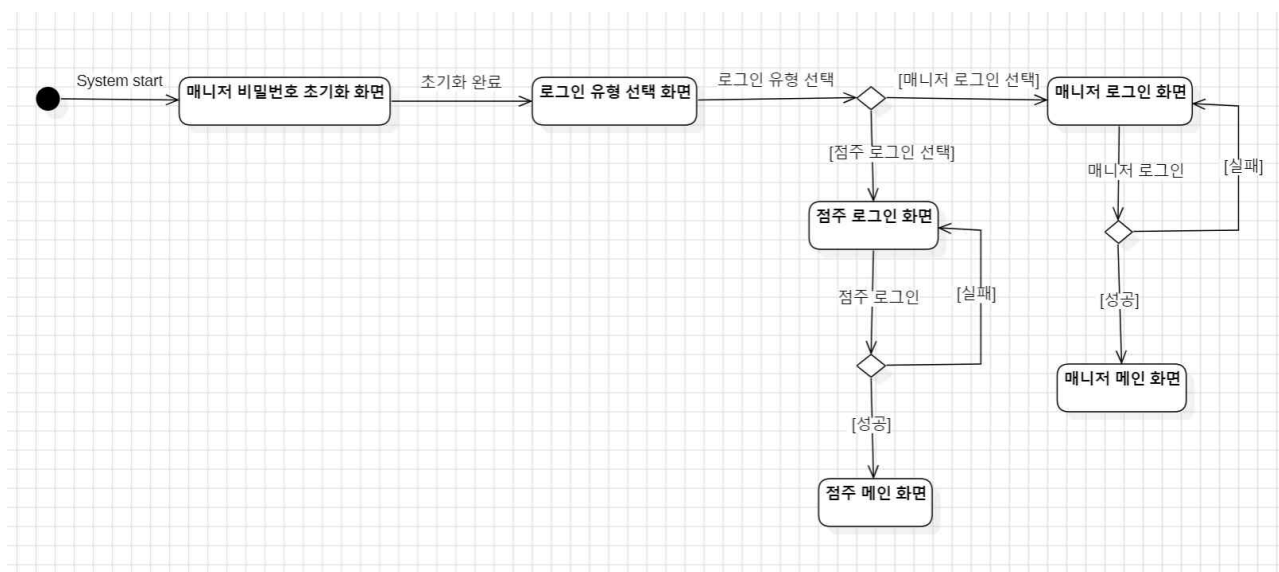 System start
매니저 비밀번호 초기화 화면
초기화 완료
로그인 유형 선택 화면
로그인 유형 선택
[매니저 로그인 선택]
매니저 로그인 화면
[점주 로그인 선택]
매니저 로그인
[실패]
점주 로그인 화면
점주 로그인
[실패]
[성공]
매니저 메인 화면
[성공]
점주 메인 화면